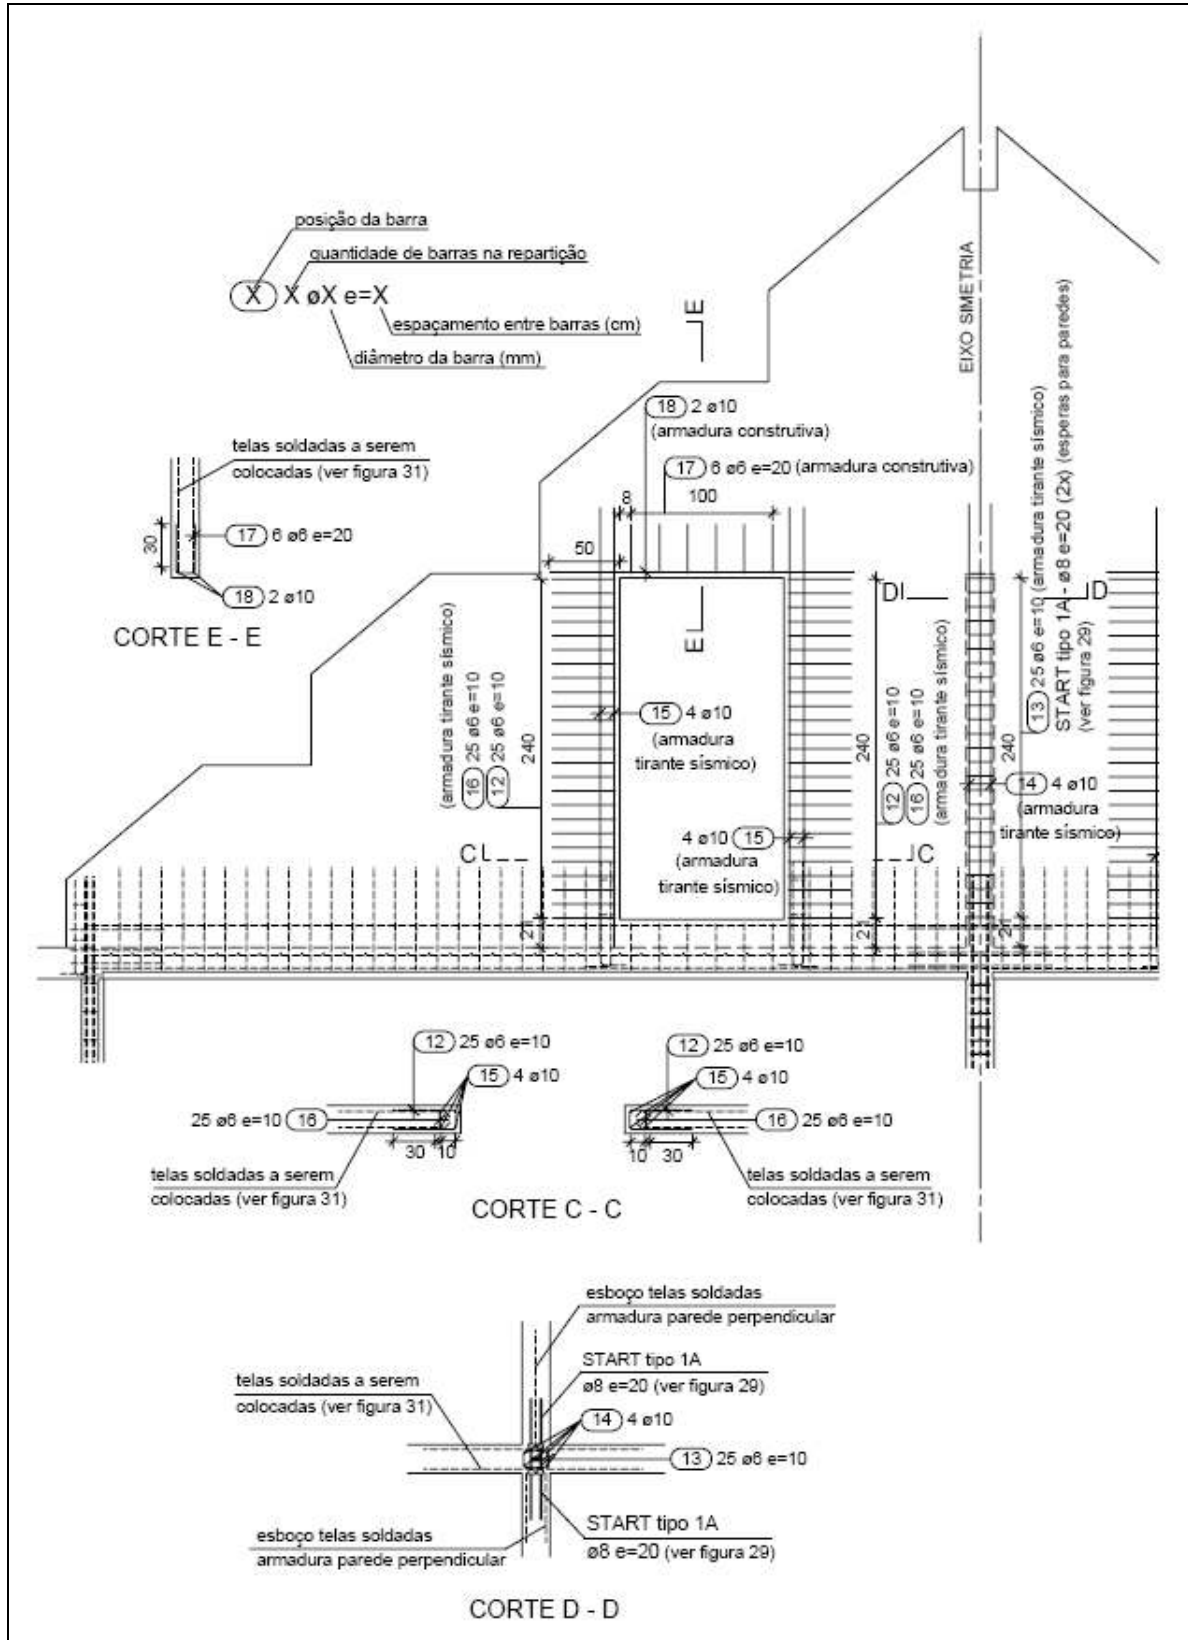 posição da barra
quantidade de barras na repartição
X X øX e=X
espaçamento entre barras (cm)
diâmetro da barra (mm)
E
EIXO SIMETRIA
13 25 ø6 e=10 (armadura tirante sísmico)
START tipo 1A - ø8 e=20 (2x) (esperas para paredes)
(ver figura 29)
18 2 ø10
(armadura construtiva)
17 6 ø6 e=20 (armadura construtiva)
8 100
50
telas soldadas a serem
colocadas (ver figura 31)
30
17 6 ø6 e=20
18 2 ø10
CORTE E - E
(armadura tirante sísmico)
16 25 ø6 e=10
12 25 ø6 e=10
240
E
D
D
15 4 ø10
(armadura
tirante sísmico)
240
12 25 ø6 e=10
16 25 ø6 e=10
(armadura tirante sísmico)
240
14 4 ø10
(armadura
tirante sísmico)
4 ø10 15
(armadura
tirante sísmico)
C
C
21
21
21
12 25 ø6 e=10
15 4 ø10
25 ø6 e=10 16
30 10
telas soldadas a serem
colocadas (ver figura 31)
12 25 ø6 e=10
15 4 ø10
16 25 ø6 e=10
10 30
telas soldadas a serem
colocadas (ver figura 31)
CORTE C - C
esboço telas soldadas
armadura parede perpendicular
START tipo 1A
ø8 e=20 (ver figura 29)
telas soldadas a serem
colocadas (ver figura 31)
14 4 ø10
13 25 ø6 e=10
START tipo 1A
ø8 e=20 (ver figura 29)
esboço telas soldadas
armadura parede perpendicular
CORTE D - D